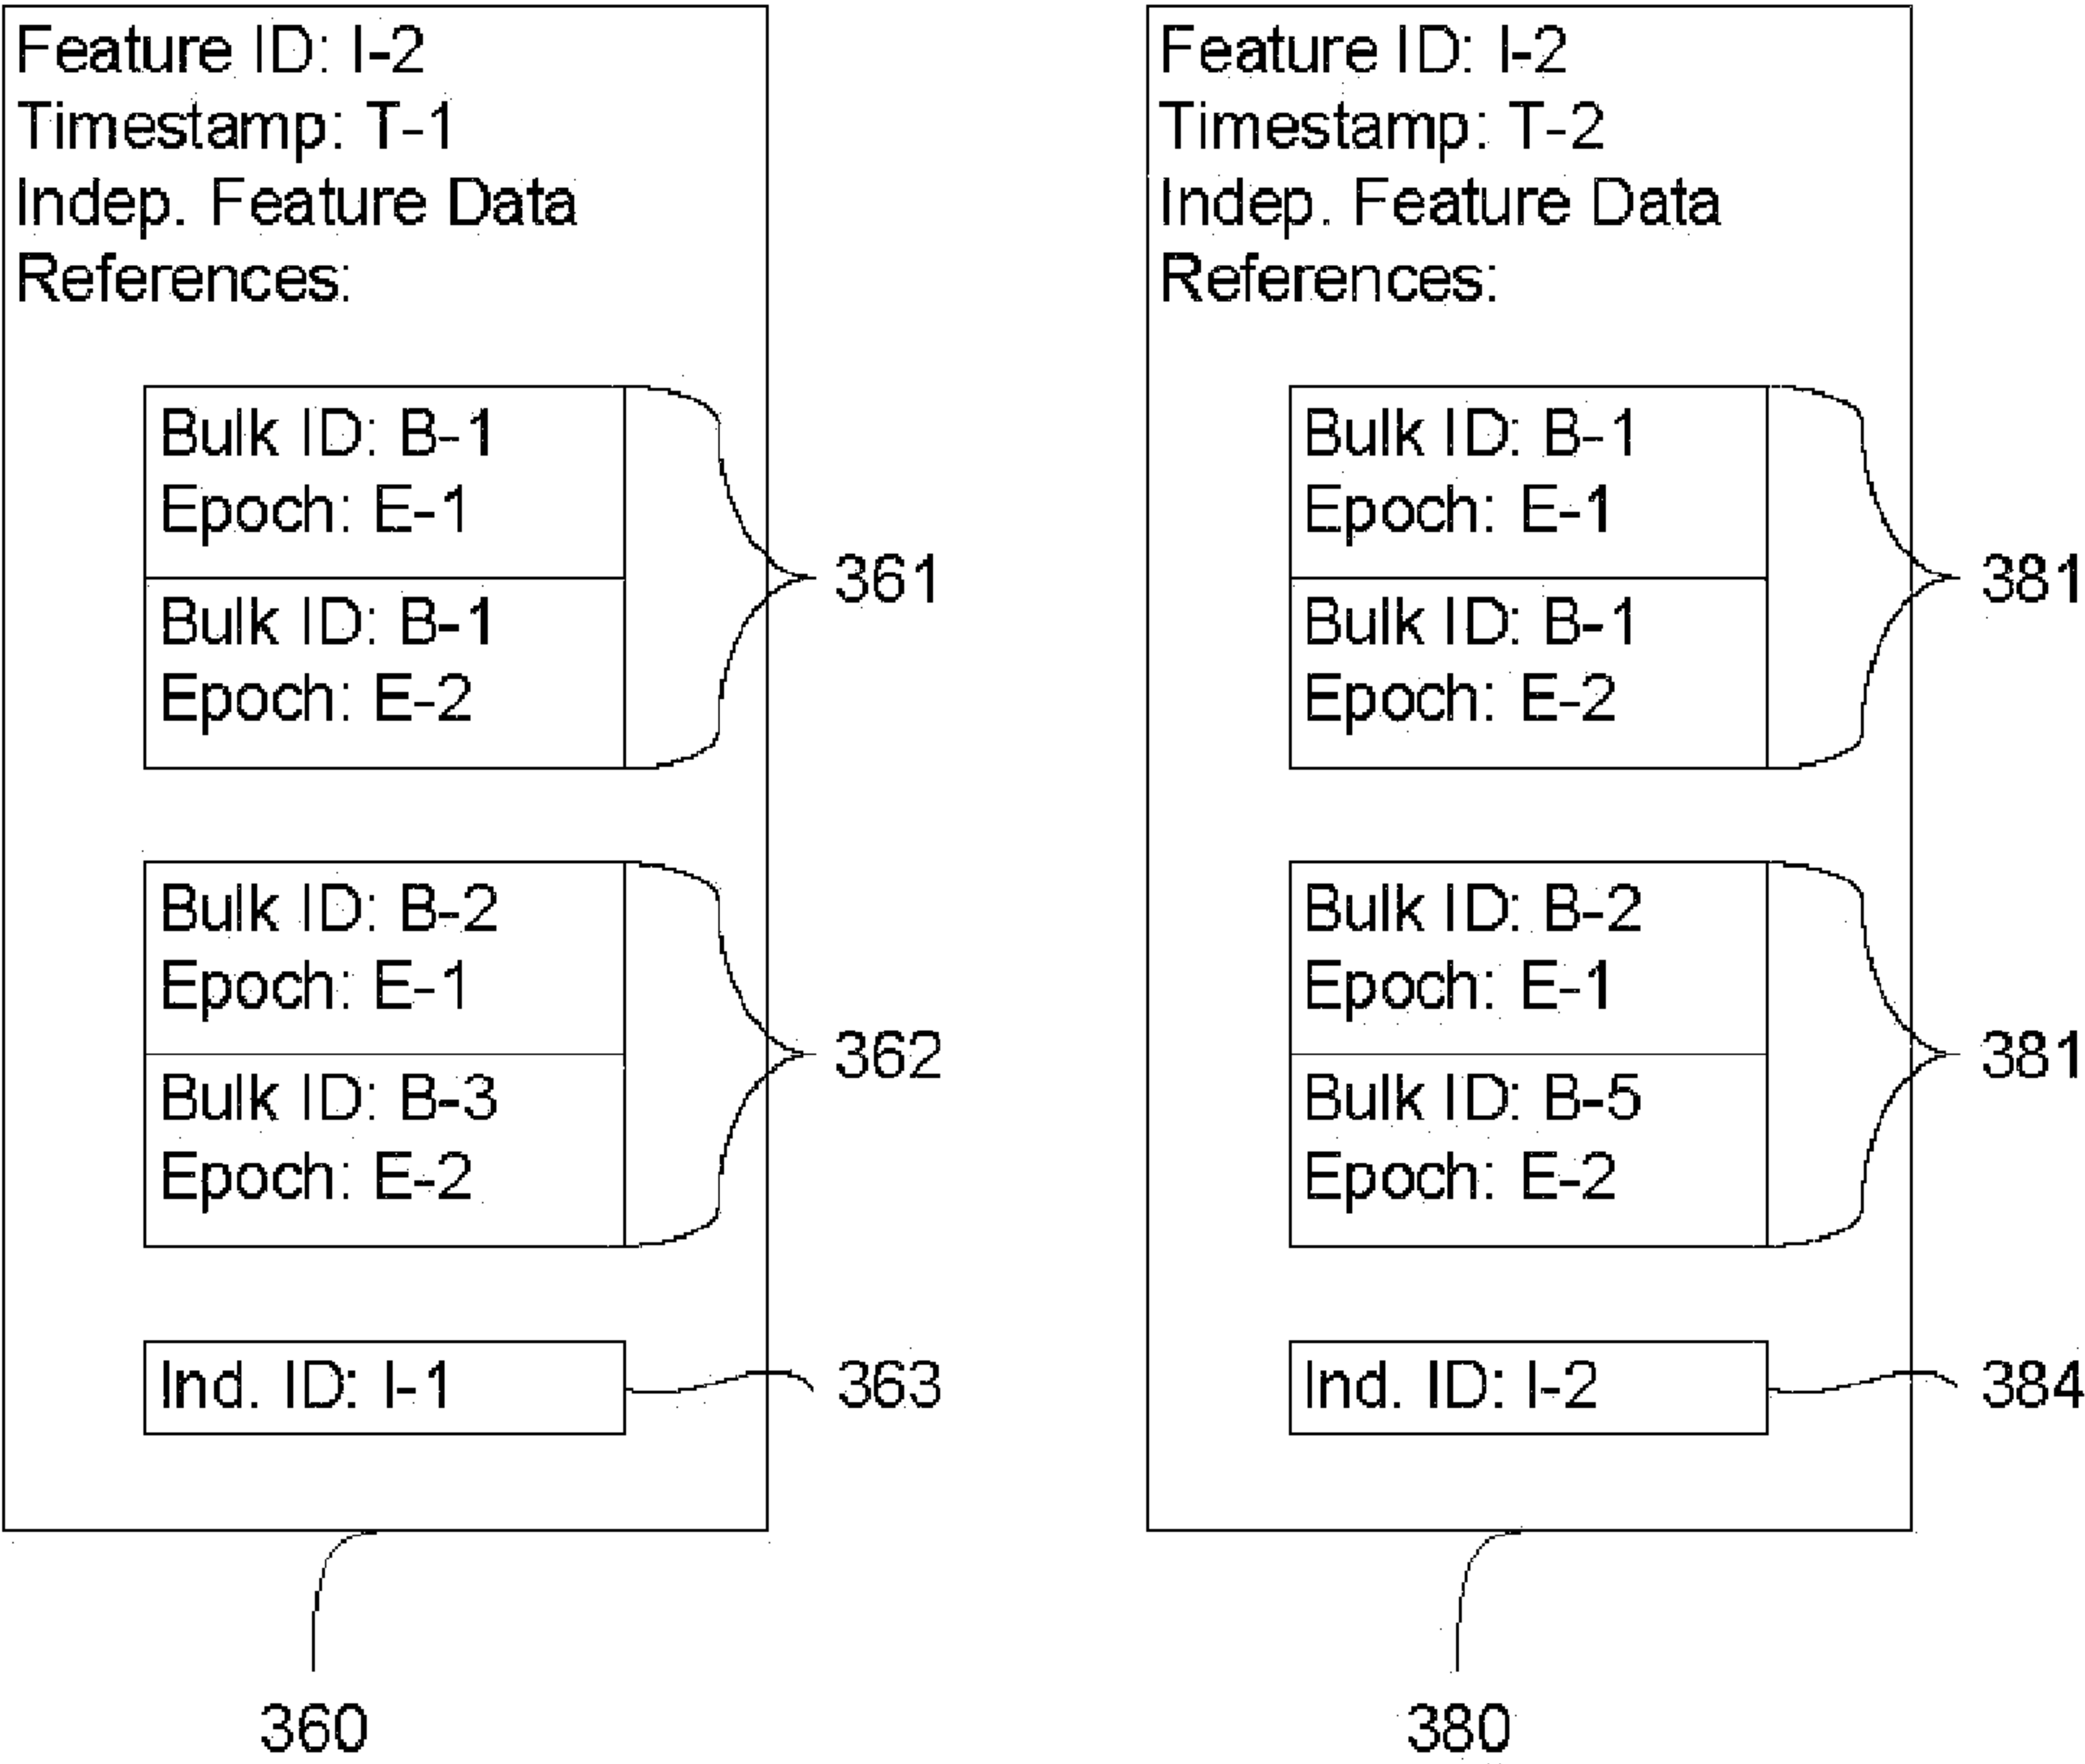 Feature ID: I-2
Timestamp: T-1
Indep. Feature Data
References:
Bulk ID: B-1
Epoch: E-1
Bulk ID: B-1
Epoch: E-2
361
Bulk ID: B-2
Epoch: E-1
Bulk ID: B-3
Epoch: E-2
362
Ind. ID: I-1
363
360
Feature ID: I-2
Timestamp: T-2
Indep. Feature Data
References:
Bulk ID: B-1
Epoch: E-1
Bulk ID: B-1
Epoch: E-2
381
Bulk ID: B-2
Epoch: E-1
Bulk ID: B-5
Epoch: E-2
381
Ind. ID: I-2
384
380